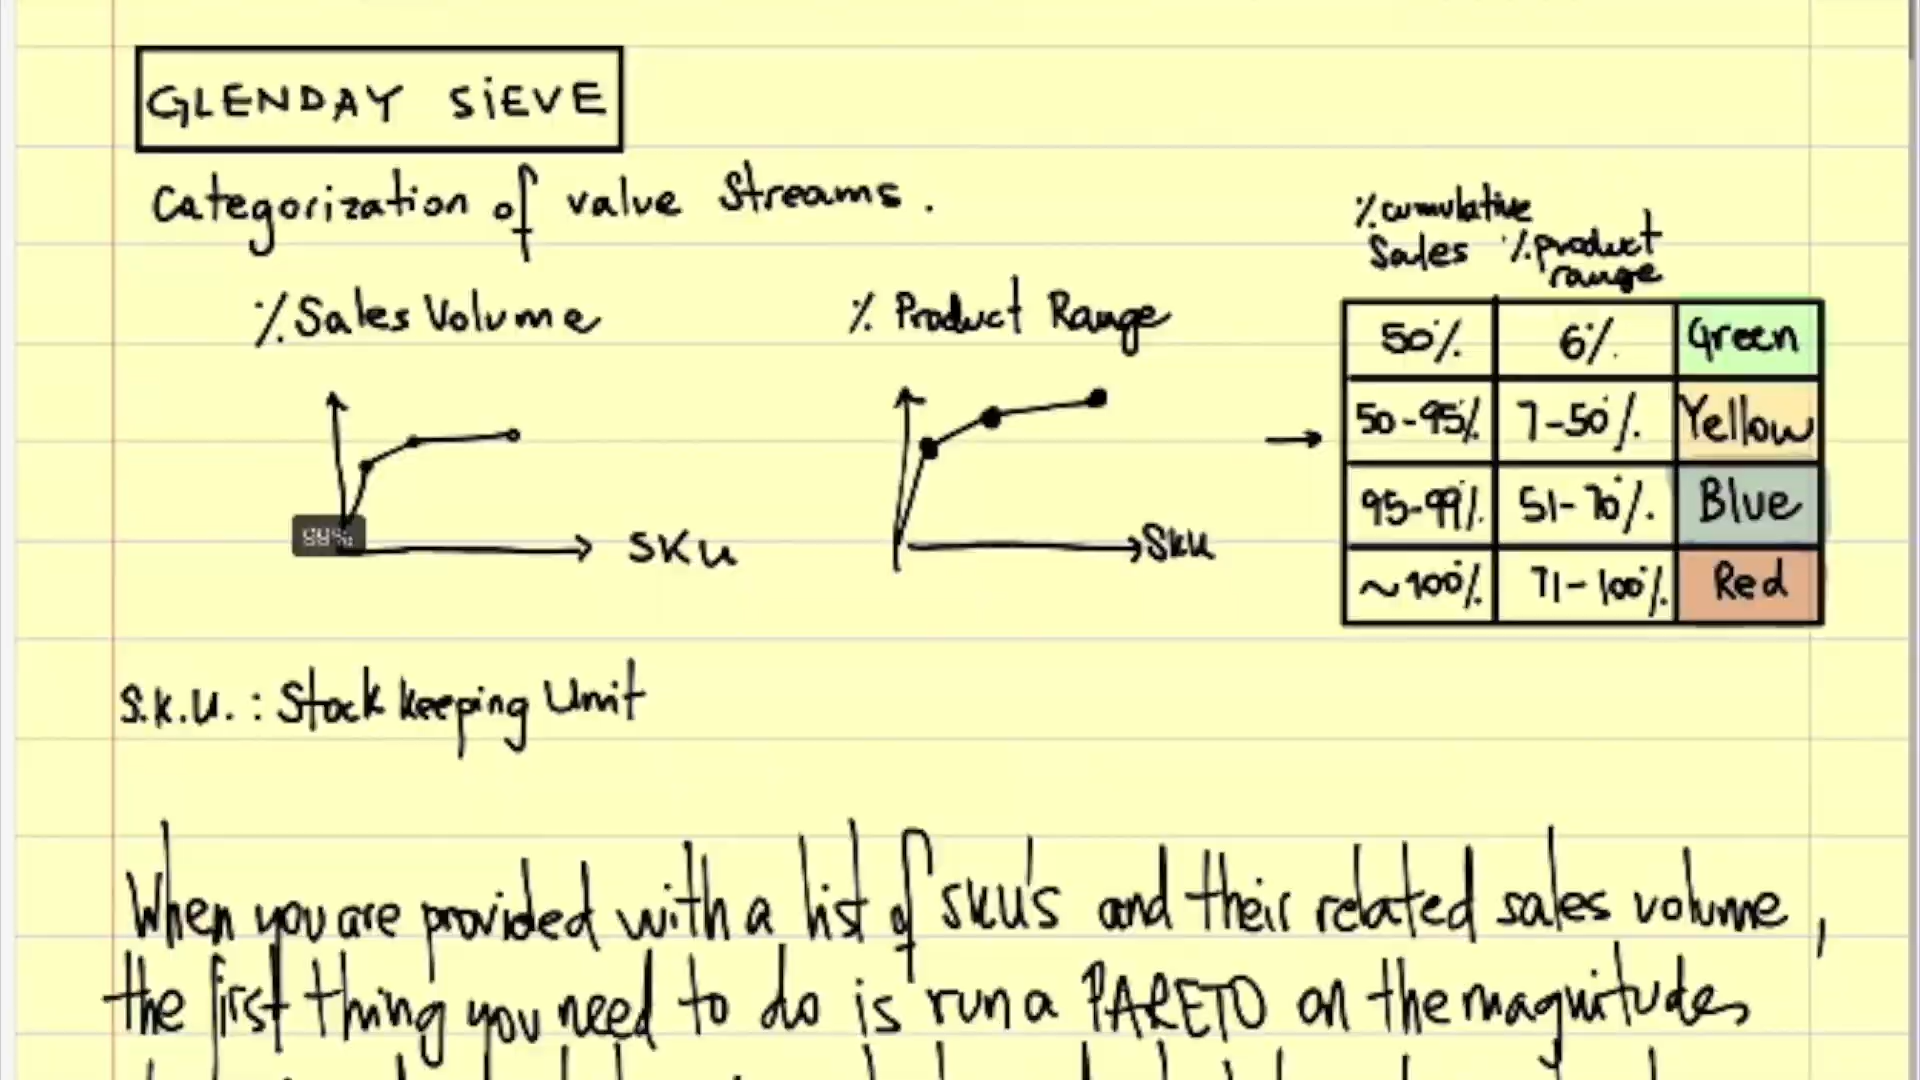 GLENDAY SiEVE
Categorization of value Streams.
% Sales Volume
% Product Range
% cumulative
Sales % product
range
50% 6% Green
50-95% 7-50% Yellow
95-99% 51-70% Blue
~100% 71-100% Red
99%
SKU
SKU
S.K.U. : Stock keeping Unit
When you are provided with a list of SKU's and their related sales volume,
the first thing you need to do is run a PARETO on the magnitudes